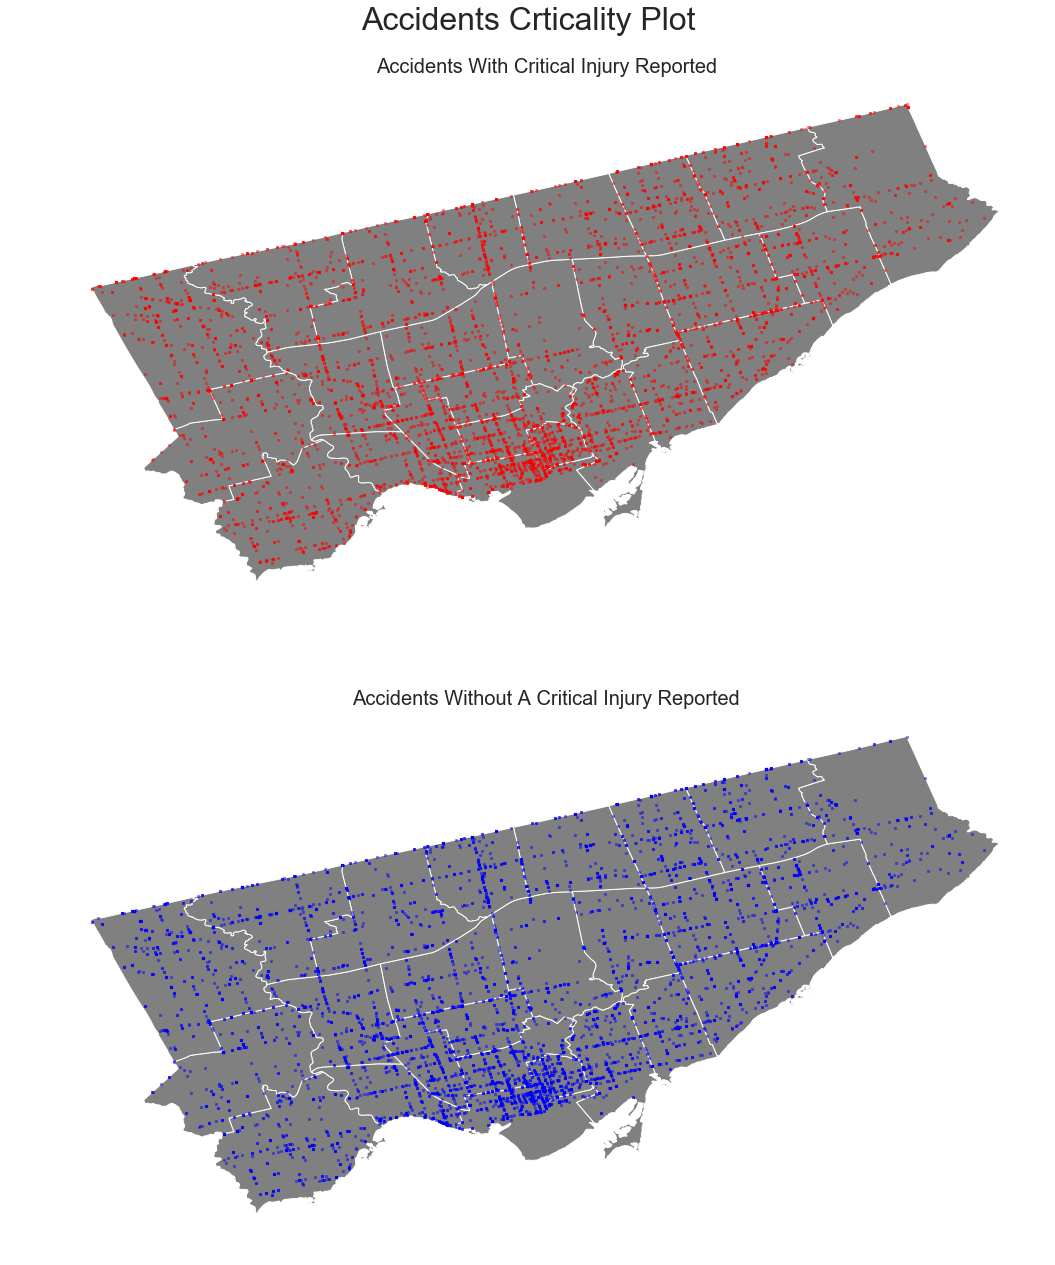 Accidents Crticality Plot
Accidents With Critical Injury Reported
Accidents Without A Critical Injury Reported